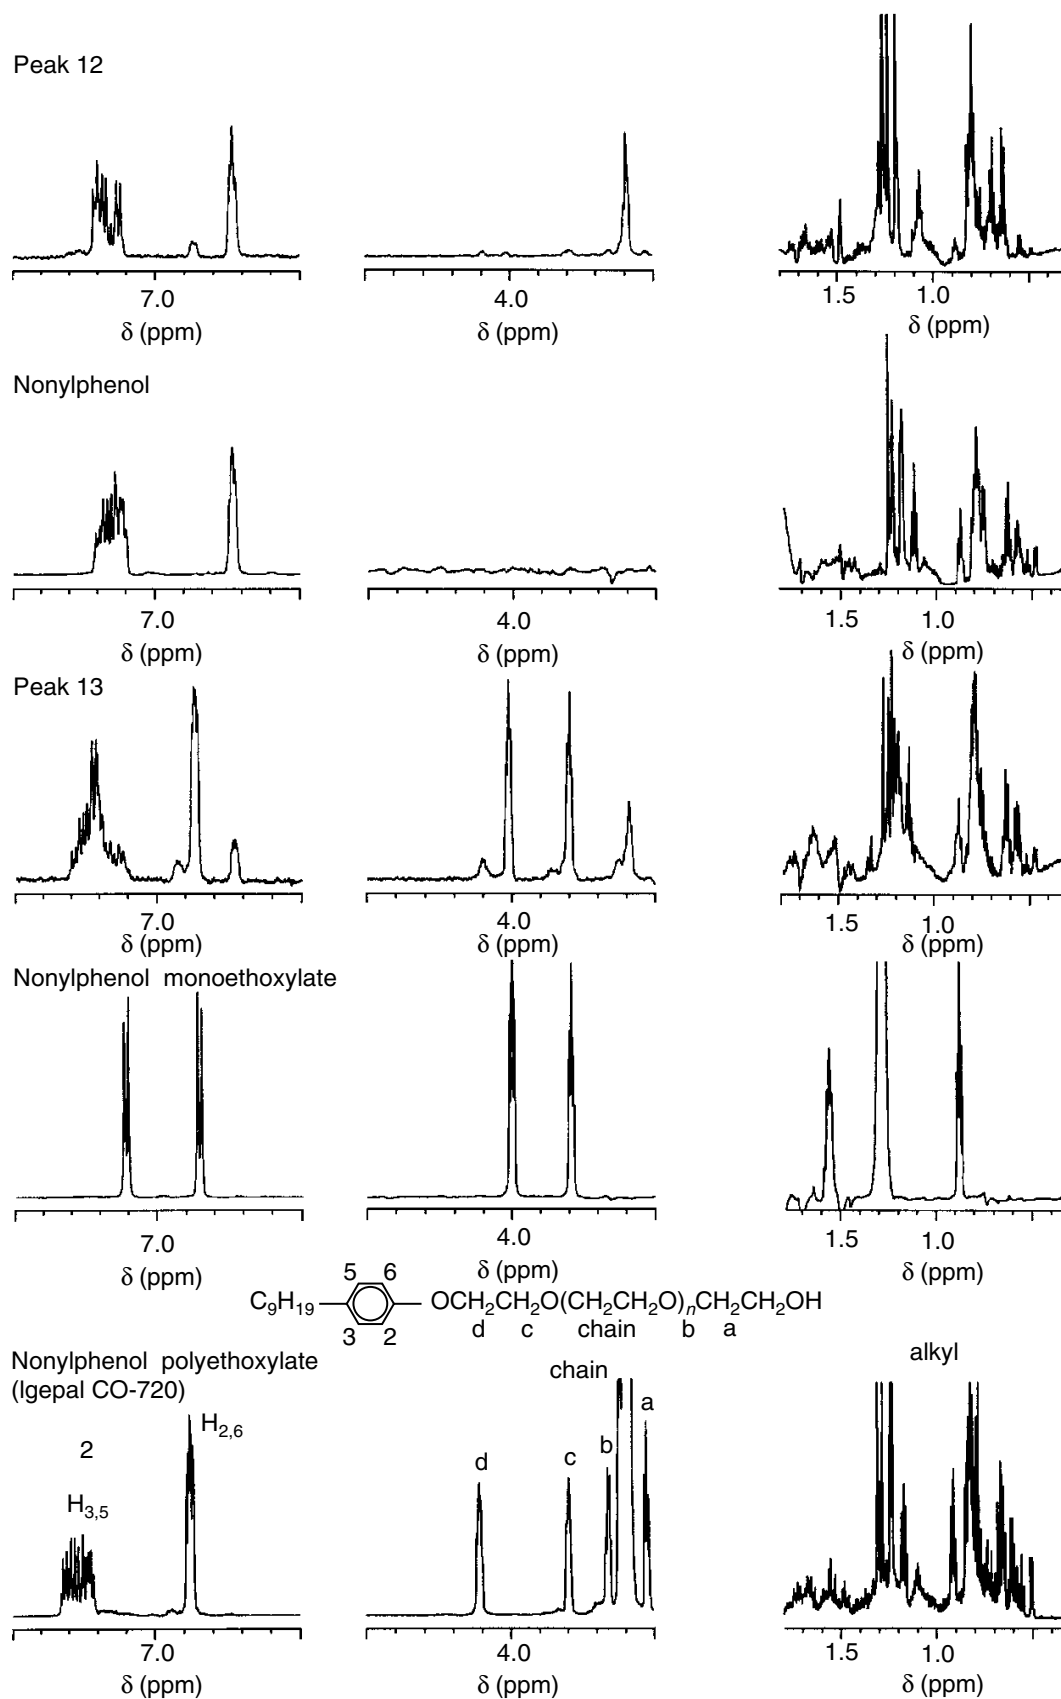 Peak 12
7.0
4.0
1.5 1.0
δ (ppm)
δ (ppm)
δ (ppm)
Nonylphenol
7.0
4.0
1.5 1.0
δ (ppm)
δ (ppm)
δ (ppm)
Peak 13
7.0
4.0
1.5 1.0
δ (ppm)
δ (ppm)
δ (ppm)
Nonylphenol monoethoxylate
7.0
4.0
1.5 1.0
δ (ppm)
δ (ppm)
δ (ppm)
5 6
C₉H₁₉ OCH₂CH₂O(CH₂CH₂O)ₙCH₂CH₂OH
3 2 d c chain b a
Nonylphenol polyethoxylate
(Igepal CO-720)
chain
alkyl
H₂,₆
2
H₃,₅
d c b a
7.0
4.0
1.5 1.0
δ (ppm)
δ (ppm)
δ (ppm)